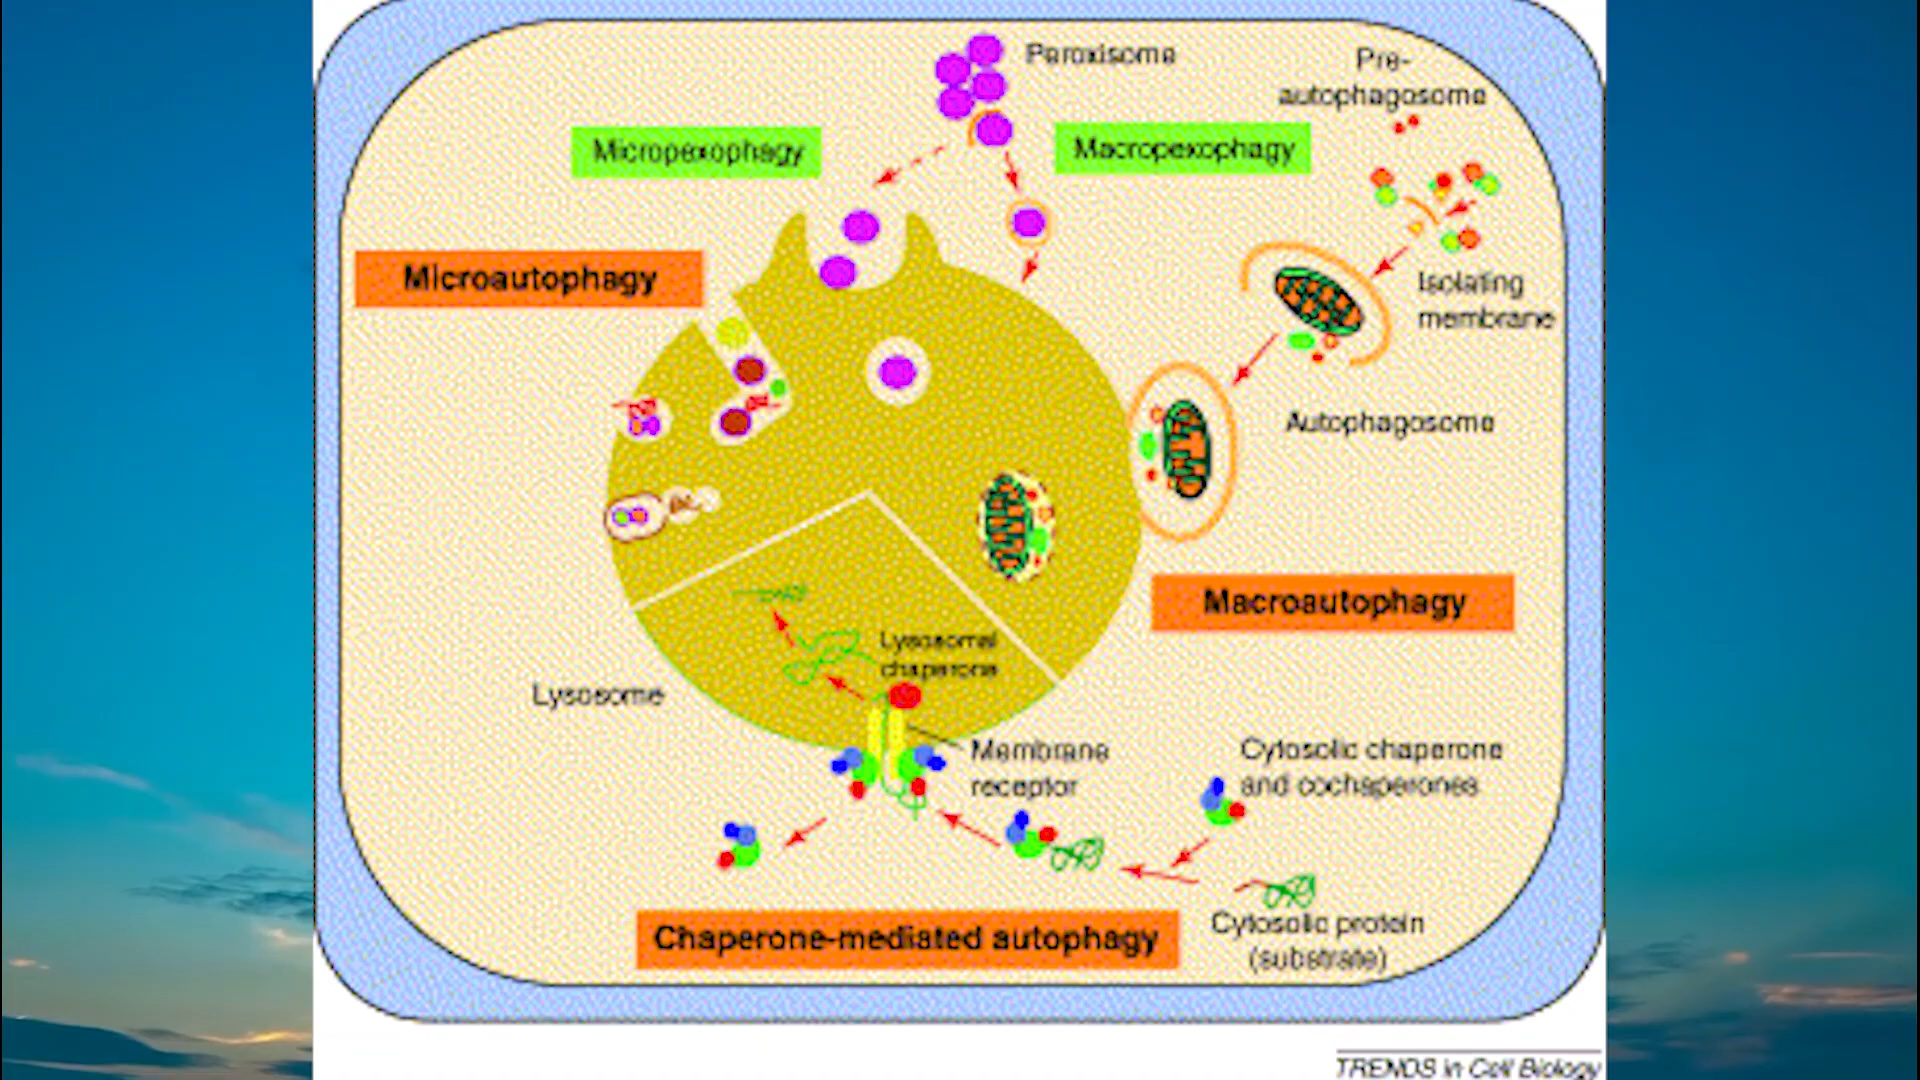 Peroxisome
Pre-
autophagosome
Micropexophagy
Macropexophagy
Microautophagy
Isolating
membrane
Autophagosome
Macroautophagy
Lysosomal
chaperone
Lysosome
Membrane
receptor
Cytosolic chaperone
and cochaperones
Chaperone-mediated autophagy
Cytosolic protein
(substrate)
TRENDS in Cell Biology